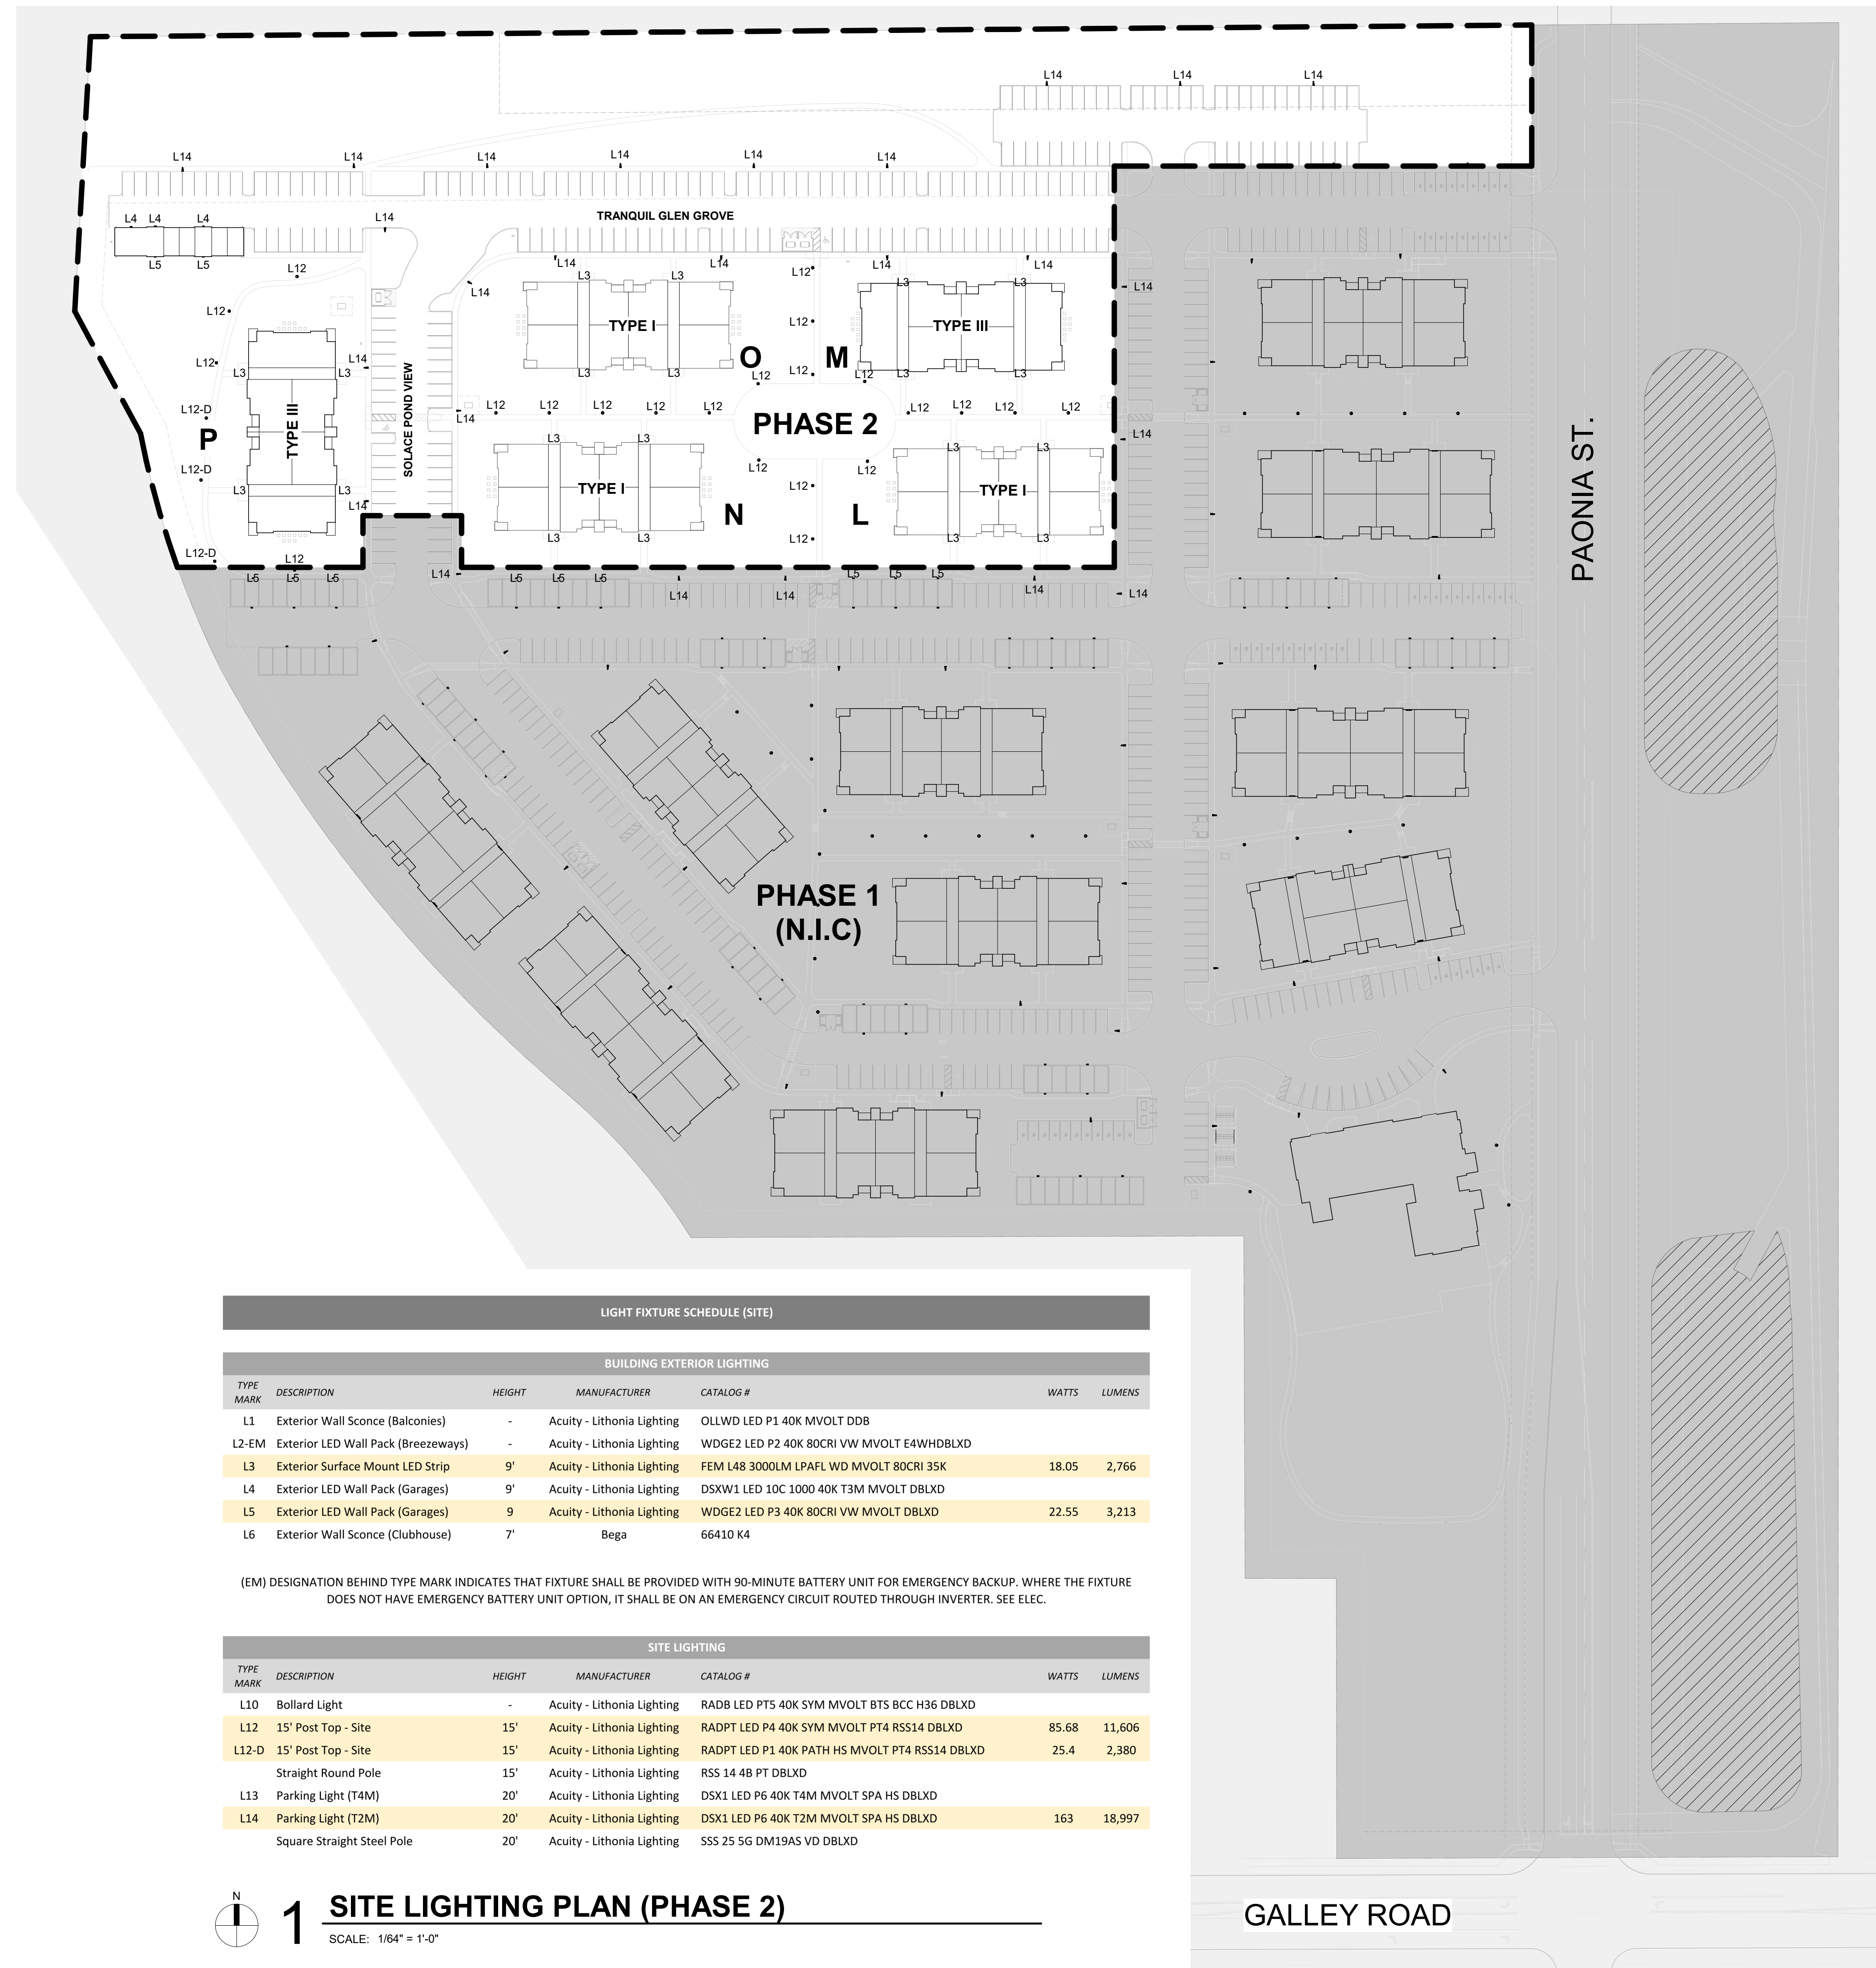 L14 L14 L14
L14 L14 L14 L14 L14 L14
L4 L4 L4 L14 TRANQUIL GLEN GROVE
L5 L5 L12 L14 L14 L12 L14 L14
L3 L3 L3 L3
L14 L14
L12 L12
TYPE I TYPE III
L12 L14 O M
L3 L3 L3 L3 L12 L3 L3
SOLACE POND VIEW
L12 L12
L12-D L12 L12 L12 L12 L12 L12 L12 L12 L12
L14
TYPE III
P PHASE 2
L3 L3 L14
L3 L3
L12-D L12 L12
L3 L3 TYPE I L12 TYPE I
L14 N L
L3 L3 L12 L3 L3
L12-D L12
L5 L5 L5 L14 L5 L5 L5 L5 L5 L5
L14 L14 L14 L14
PAONIA ST.
PHASE 1
(N.I.C)
LIGHT FIXTURE SCHEDULE (SITE)
BUILDING EXTERIOR LIGHTING
TYPE MARK DESCRIPTION HEIGHT MANUFACTURER CATALOG # WATTS LUMENS
L1 Exterior Wall Sconce (Balconies) - Acuity - Lithonia Lighting OLLWD LED P1 40K MVOLT DDB
L2-EM Exterior LED Wall Pack (Breezeways) - Acuity - Lithonia Lighting WDGE2 LED P2 40K 80CRI VW MVOLT E4WHDBLXD
L3 Exterior Surface Mount LED Strip 9' Acuity - Lithonia Lighting FEM L48 3000LM LPAFL WD MVOLT 80CRI 35K 18.05 2,766
L4 Exterior LED Wall Pack (Garages) 9' Acuity - Lithonia Lighting DSXW1 LED 10C 1000 40K T3M MVOLT DBLXD
L5 Exterior LED Wall Pack (Garages) 9 Acuity - Lithonia Lighting WDGE2 LED P3 40K 80CRI VW MVOLT DBLXD 22.55 3,213
L6 Exterior Wall Sconce (Clubhouse) 7' Bega 66410 K4
(EM) DESIGNATION BEHIND TYPE MARK INDICATES THAT FIXTURE SHALL BE PROVIDED WITH 90-MINUTE BATTERY UNIT FOR EMERGENCY BACKUP. WHERE THE FIXTURE
DOES NOT HAVE EMERGENCY BATTERY UNIT OPTION, IT SHALL BE ON AN EMERGENCY CIRCUIT ROUTED THROUGH INVERTER. SEE ELEC.
SITE LIGHTING
TYPE MARK DESCRIPTION HEIGHT MANUFACTURER CATALOG # WATTS LUMENS
L10 Bollard Light - Acuity - Lithonia Lighting RADB LED PT5 40K SYM MVOLT BTS BCC H36 DBLXD
L12 15' Post Top - Site 15' Acuity - Lithonia Lighting RADPT LED P4 40K SYM MVOLT PT4 RSS14 DBLXD 85.68 11,606
L12-D 15' Post Top - Site 15' Acuity - Lithonia Lighting RADPT LED P1 40K PATH HS MVOLT PT4 RSS14 DBLXD 25.4 2,380
Straight Round Pole 15' Acuity - Lithonia Lighting RSS 14 4B PT DBLXD
L13 Parking Light (T4M) 20' Acuity - Lithonia Lighting DSX1 LED P6 40K T4M MVOLT SPA HS DBLXD
L14 Parking Light (T2M) 20' Acuity - Lithonia Lighting DSX1 LED P6 40K T2M MVOLT SPA HS DBLXD 163 18,997
Square Straight Steel Pole 20' Acuity - Lithonia Lighting SSS 25 5G DM19AS VD DBLXD
N
1 SITE LIGHTING PLAN (PHASE 2)
SCALE: 1/64" = 1'-0"
GALLEY ROAD